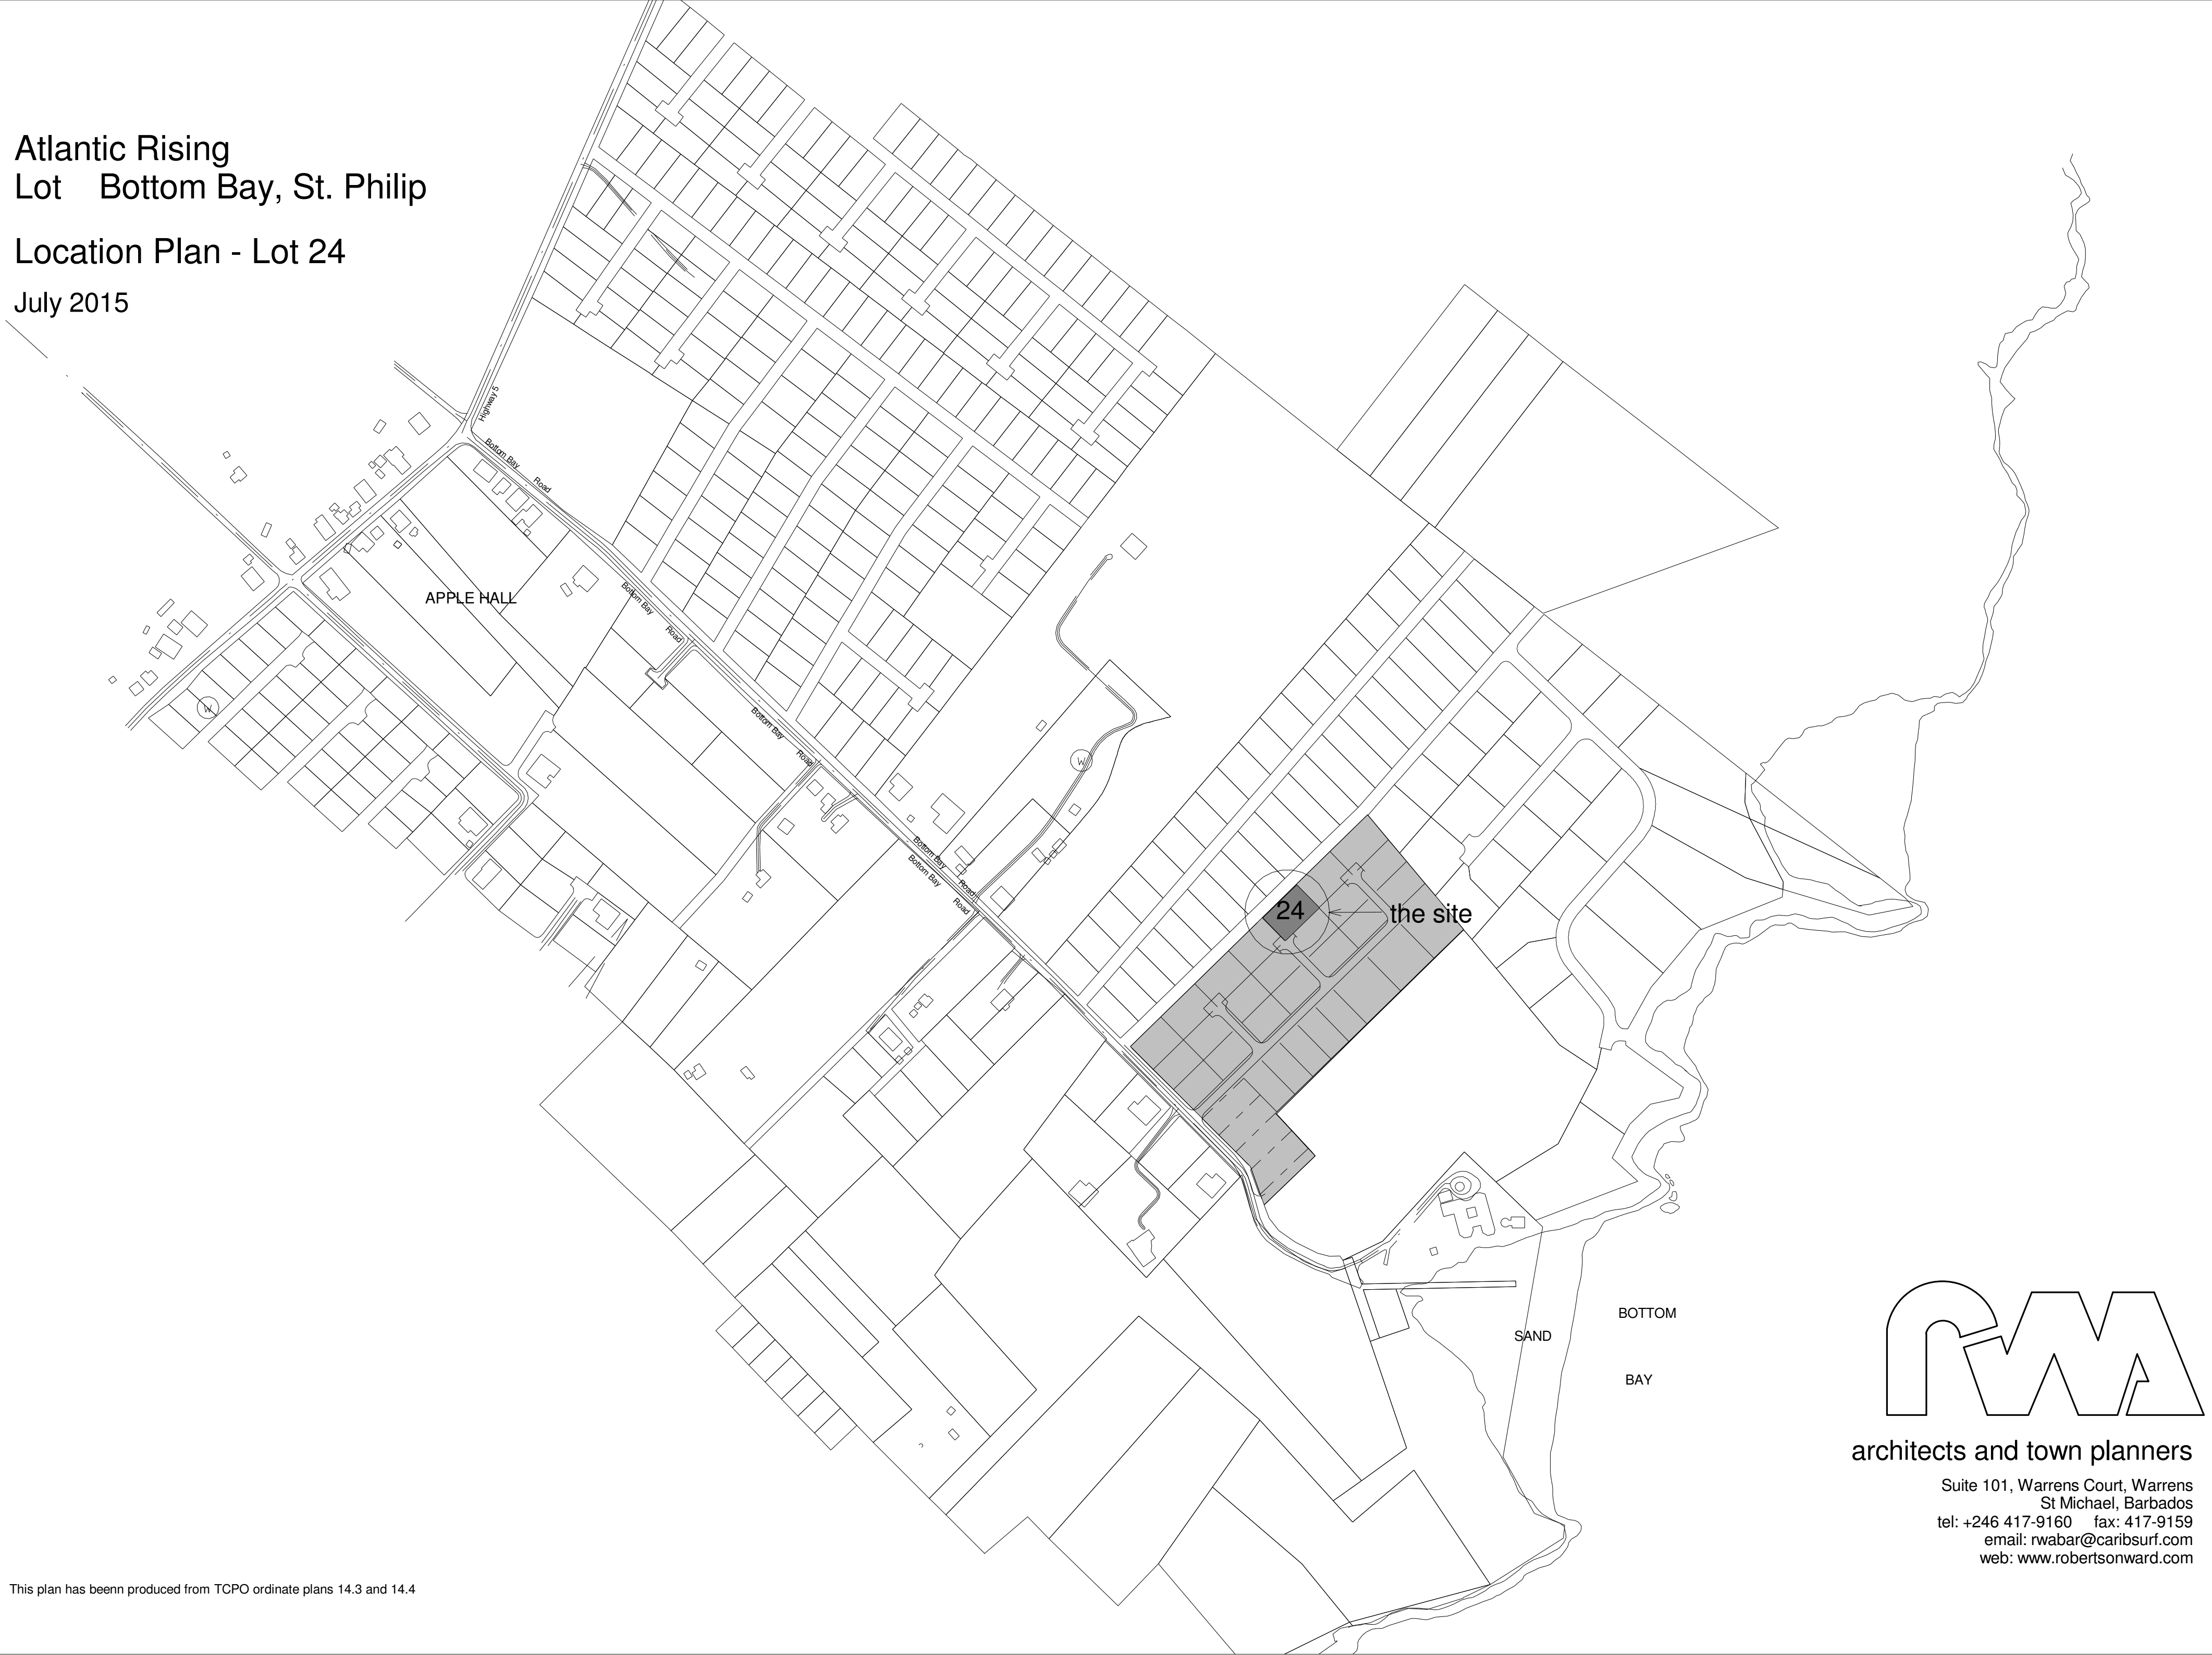 Atlantic Rising
Lot Bottom Bay, St. Philip
Location Plan - Lot 24
July 2015
Highway 5
Bottom Bay
Road
APPLE HALL
Bottom Bay
Road
W
Bottom Bay
Road
W
Bottom Bay
Road
Bottom Bay
Road
24
the site
BOTTOM
SAND
BAY
rwa
architects and town planners
Suite 101, Warrens Court, Warrens
St Michael, Barbados
tel: +246 417-9160 fax: 417-9159
email: rwabar@caribsurf.com
web: www.robertsonward.com
This plan has beenn produced from TCPO ordinate plans 14.3 and 14.4